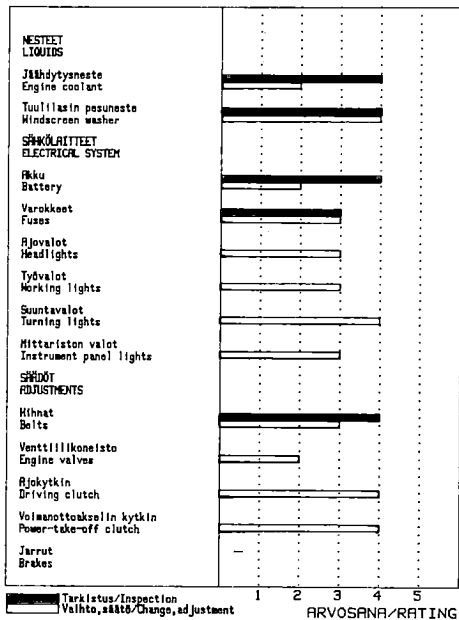 NESTEET
LIQUIDS
Jäähdytysneste
Engine coolant
Tuulilasin pesuneste
Windscreen washer
SÄHKÖLAITTEET
ELECTRICAL SYSTEM
Akku
Battery
Varokkeet
Fuses
Ajovalot
Headlights
Työvalot
Working lights
Suuntavalot
Turning lights
Mittariston valot
Instrument panel lights
SÄÄDÖT
ADJUSTMENTS
Hihnat
Belts
Venttiilikoneisto
Engine valves
Ajokytkin
Driving clutch
Voimanottoakselin kytkin
Power-take-off clutch
Jarrut –
Brakes
Tarkistus/Inspection
Vaihto,säätö/Change,adjustment
1 2 3 4 5
ARVOSANA/RATING